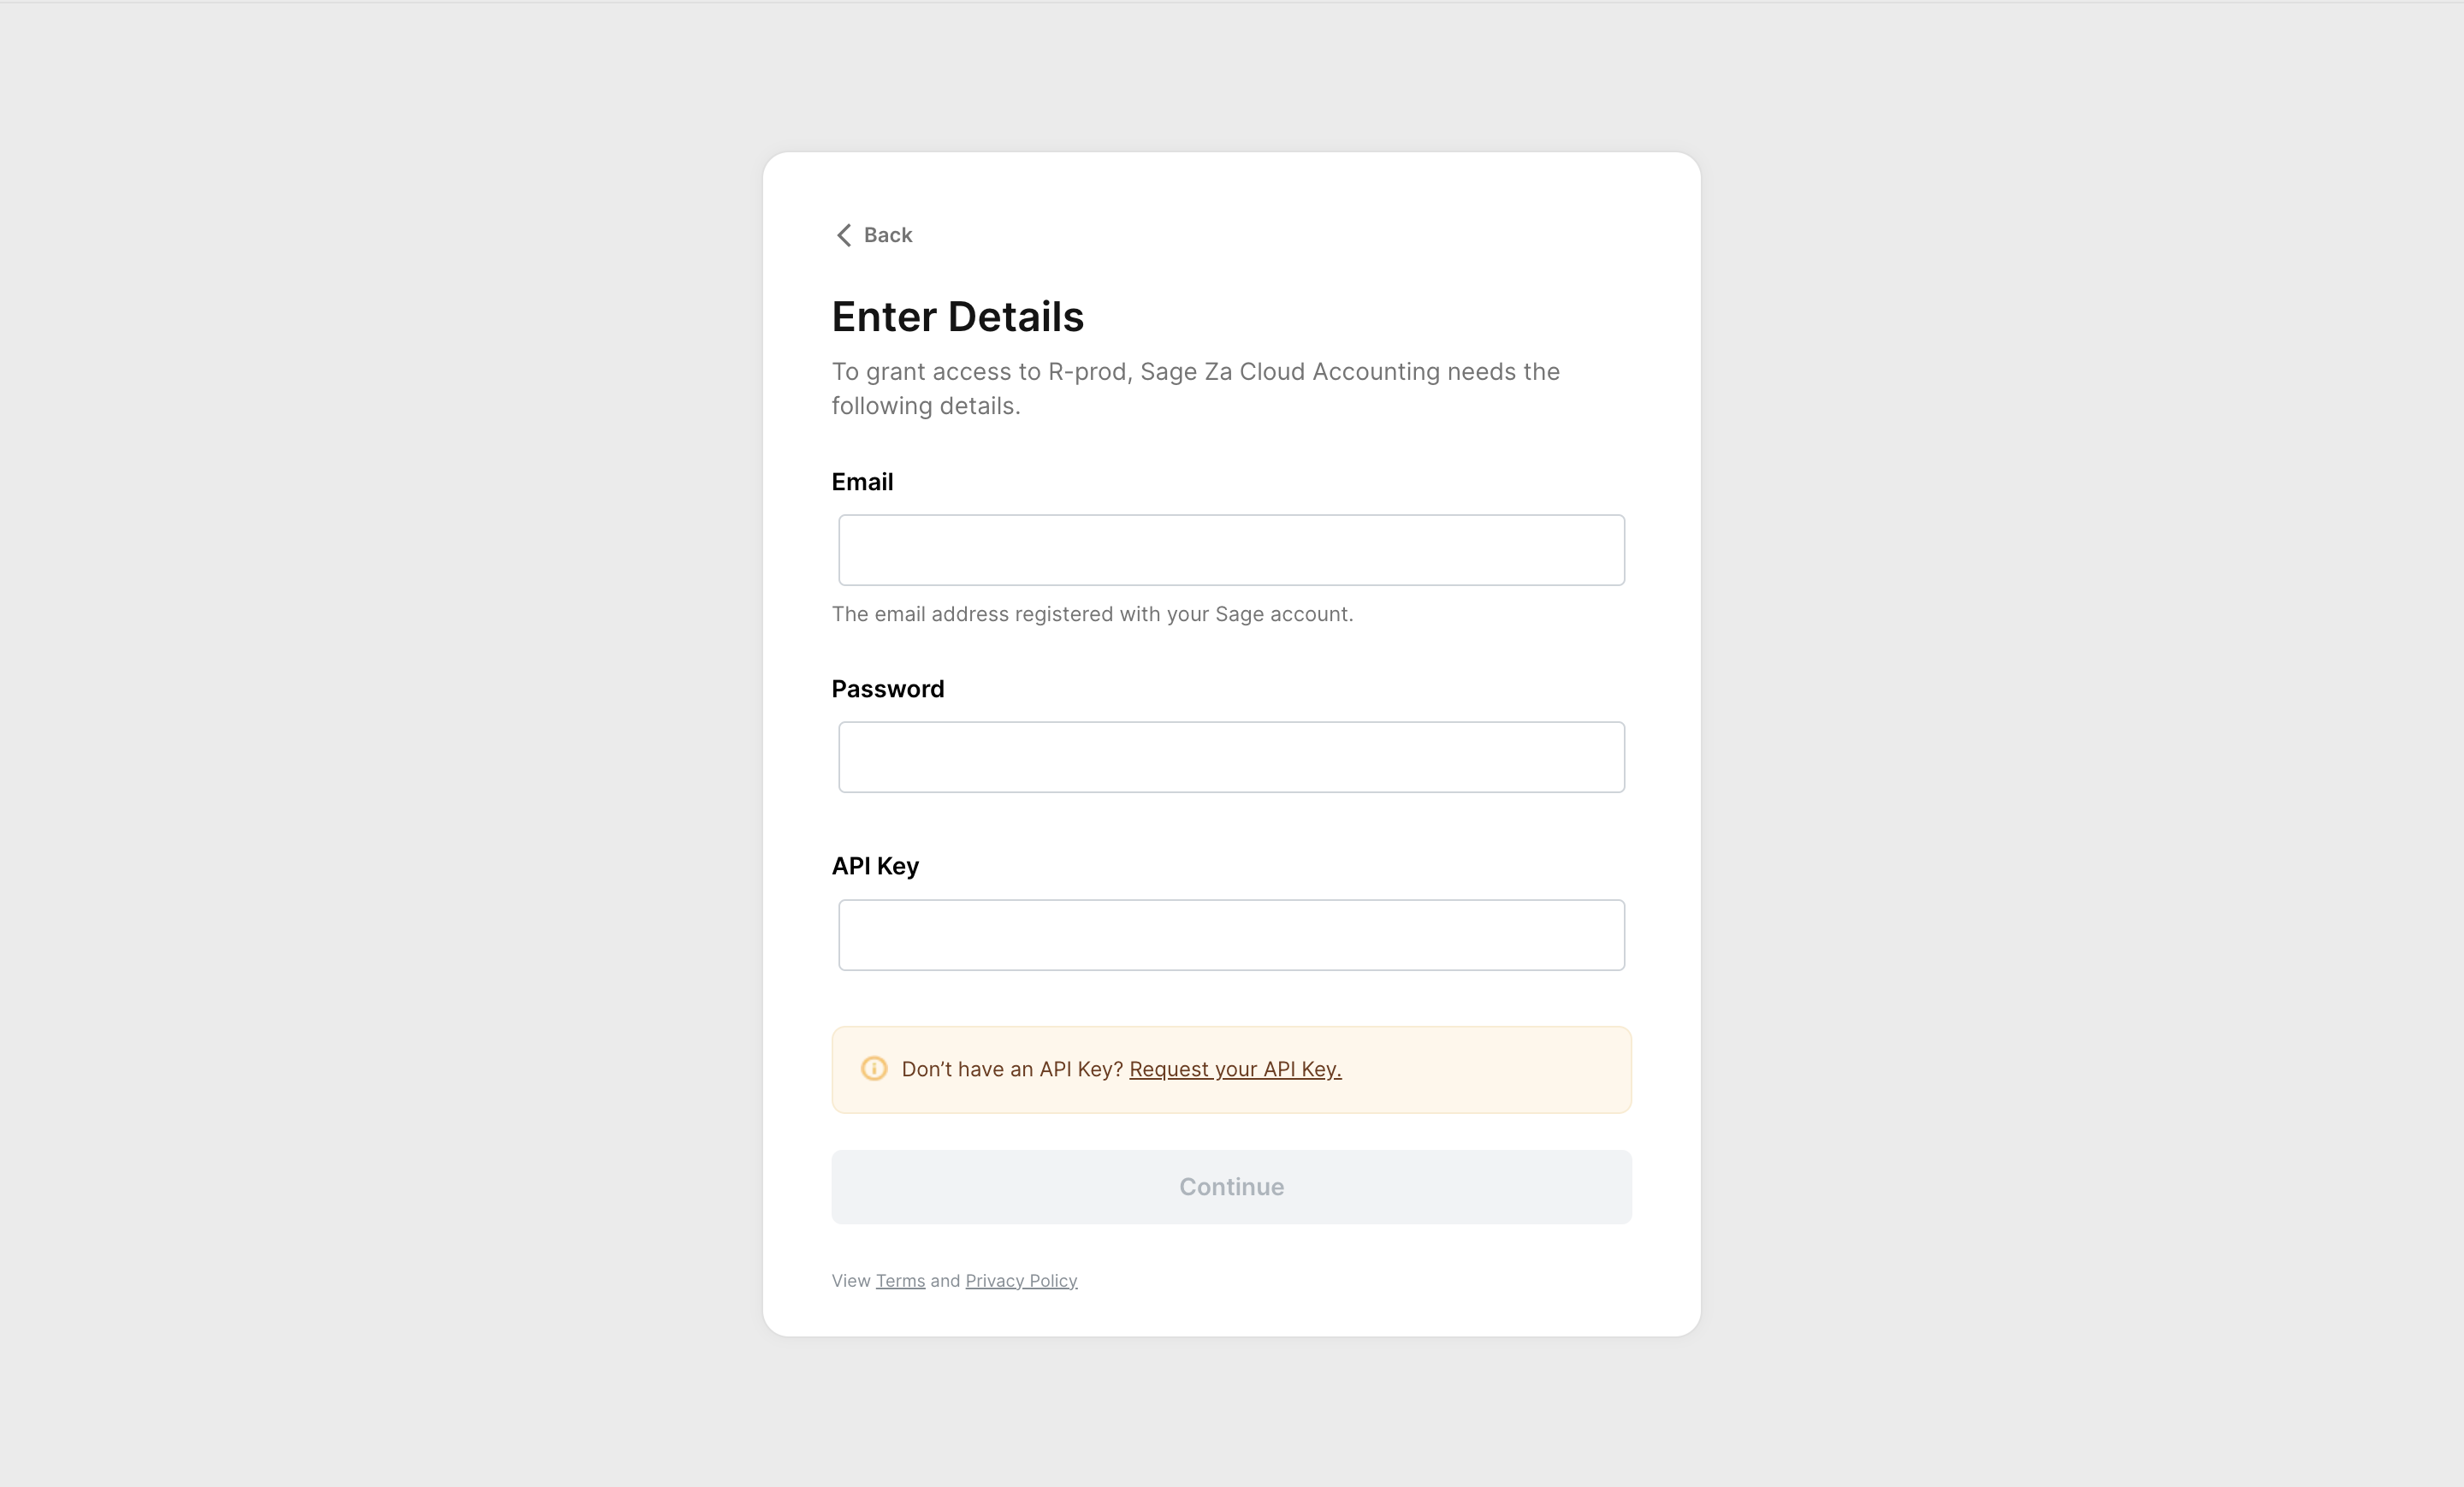 Back
Enter Details
To grant access to R-prod, Sage Za Cloud Accounting needs the
following details.
Email
The email address registered with your Sage account.
Password
API Key
Don’t have an API Key? Request your API Key.
Continue
View Terms and Privacy Policy